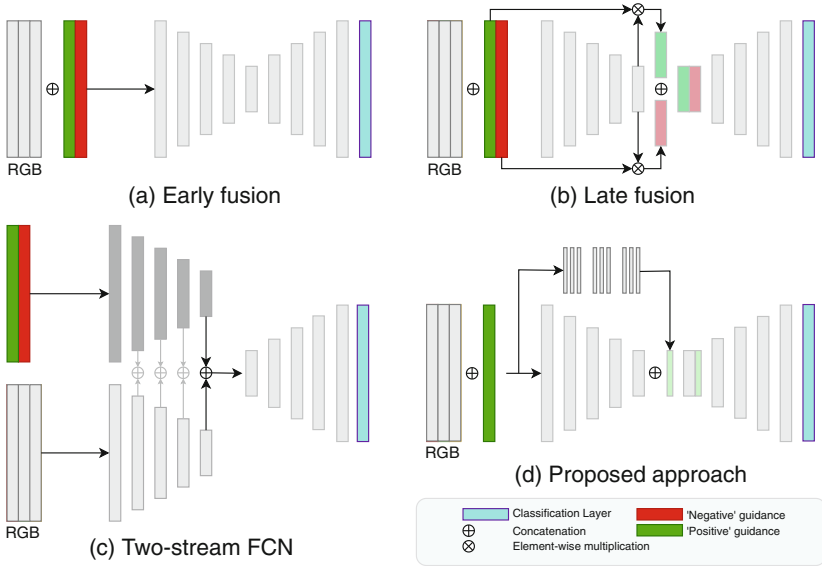 RGB
(a) Early fusion
RGB
(b) Late fusion
RGB
(c) Two-stream FCN
RGB
(d) Proposed approach
Classification Layer
Concatenation
Element-wise multiplication
'Negative' guidance
'Positive' guidance